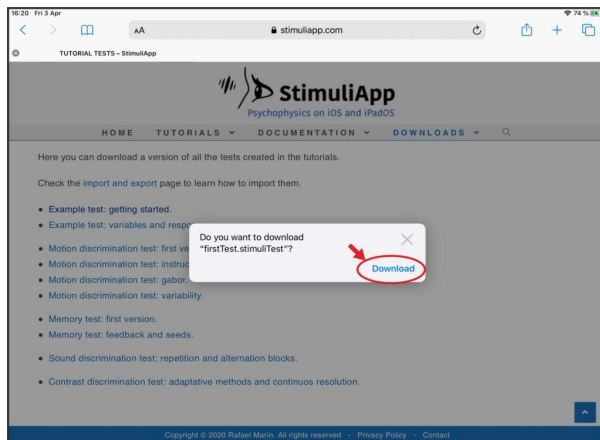 16:20 Fri 3 Apr
74 %
AA
stimuliapp.com
TUTORIAL TESTS – StimuliApp
StimuliApp
Psychophysics on iOS and iPadOS
HOME TUTORIALS DOCUMENTATION DOWNLOADS
Here you can download a version of all the tests created in the tutorials.
Check the import and export page to learn how to import them.
Example test: getting started.
Example test: variables and respo
Do you want to download
"firstTest.stimuliTest"?
Download
Motion discrimination test: first ve
Motion discrimination test: instruc
Motion discrimination test: gabor.
Motion discrimination test: variability.
Memory test: first version.
Memory test: feedback and seeds.
Sound discrimination test: repetition and alternation blocks.
Contrast discrimination test: adaptative methods and continuos resolution.
Copyright © 2020 Rafael Marin. All rights reserved - Privacy Policy - Contact